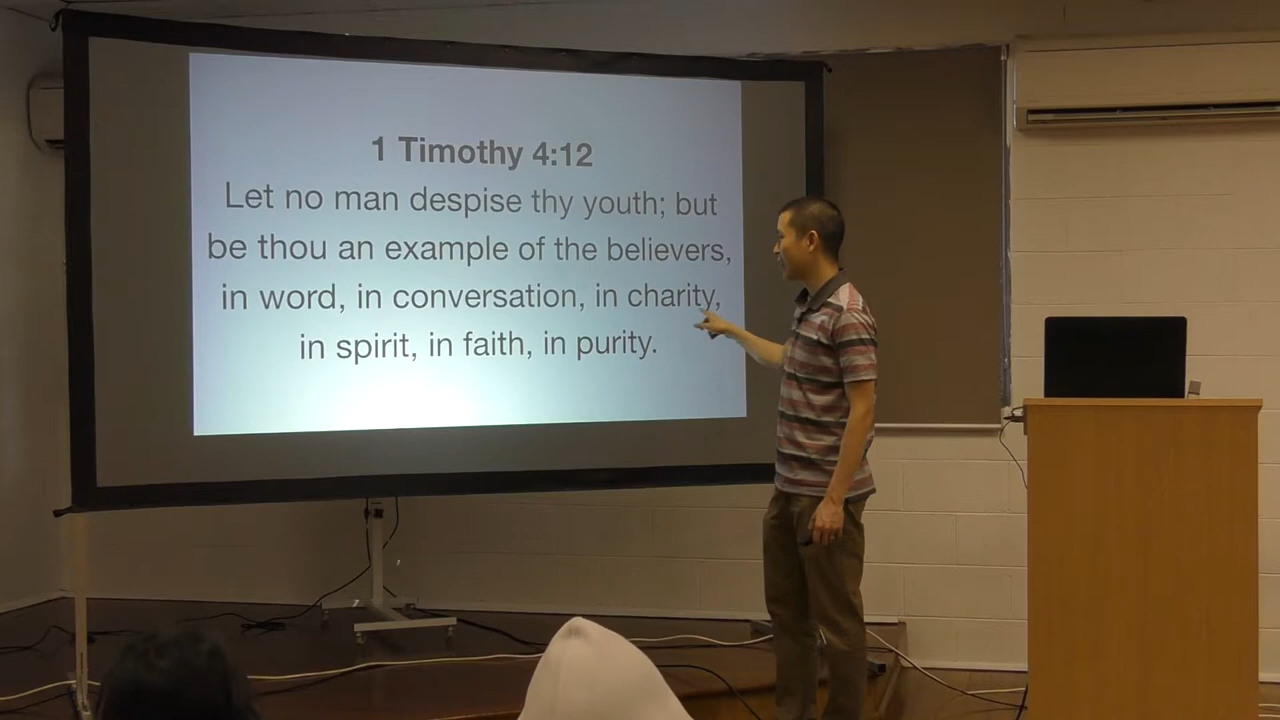 1 Timothy 4:12
Let no man despise thy youth; but
be thou an example of the believers,
in word, in conversation, in charity,
in spirit, in faith, in purity.